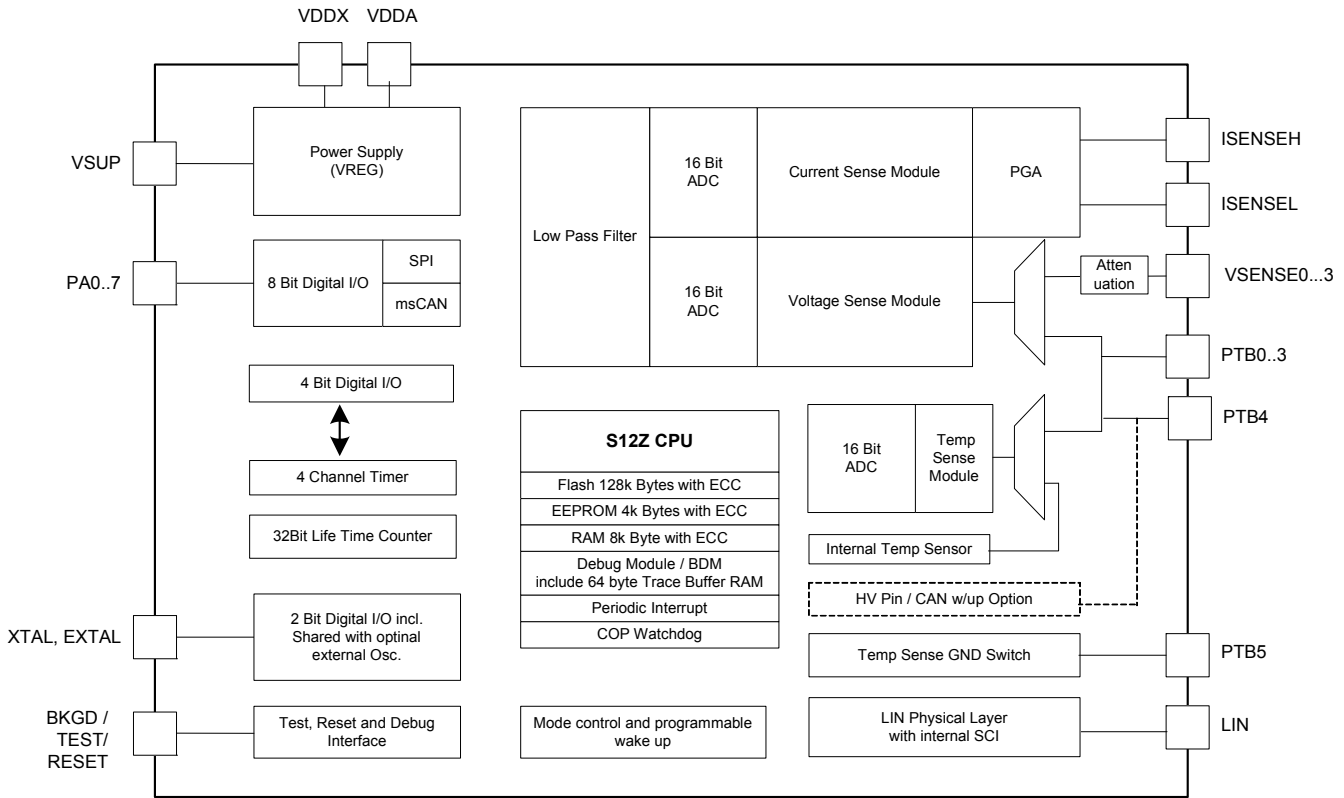 VDDX VDDA
VSUP
Power Supply
(VREG)
PA0..7
8 Bit Digital I/O
SPI
msCAN
4 Bit Digital I/O
4 Channel Timer
32Bit Life Time Counter
XTAL, EXTAL
2 Bit Digital I/O incl.
Shared with optinal
external Osc.
BKGD /
TEST/
RESET
Test, Reset and Debug
Interface
Low Pass Filter
16 Bit
ADC
Current Sense Module
PGA
16 Bit
ADC
Voltage Sense Module
Atten
uation
ISENSEH
ISENSEL
VSENSE0...3
PTB0..3
PTB4
S12Z CPU
Flash 128k Bytes with ECC
EEPROM 4k Bytes with ECC
RAM 8k Byte with ECC
Debug Module / BDM
include 64 byte Trace Buffer RAM
Periodic Interrupt
COP Watchdog
Mode control and programmable
wake up
16 Bit
ADC
Temp
Sense
Module
Internal Temp Sensor
HV Pin / CAN w/up Option
Temp Sense GND Switch
PTB5
LIN Physical Layer
with internal SCI
LIN